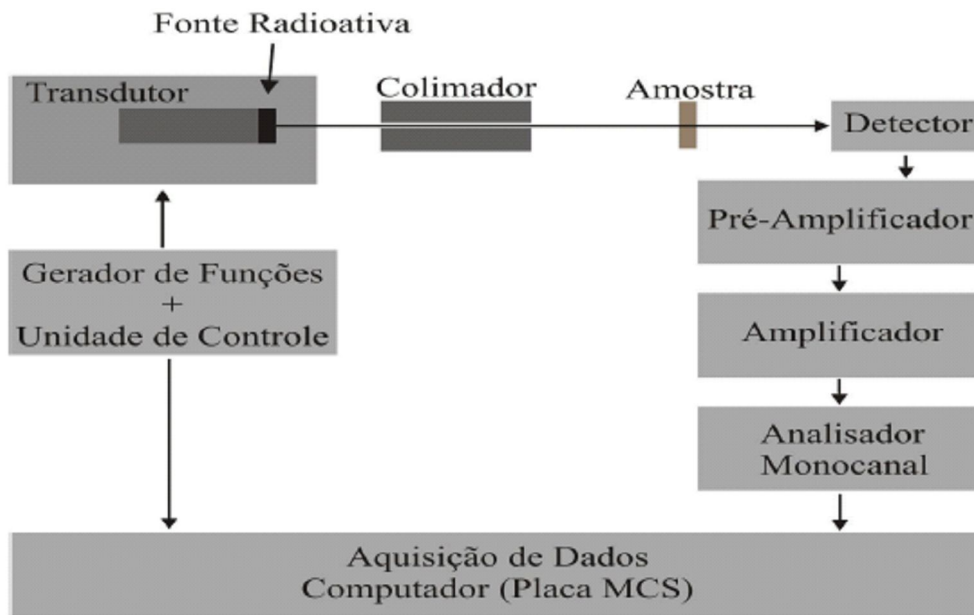 Fonte Radioativa
Transdutor
Colimador
Amostra
Detector
Pré-Amplificador
Gerador de Funções
+
Unidade de Controle
Amplificador
Analisador
Monocanal
Aquisição de Dados
Computador (Placa MCS)